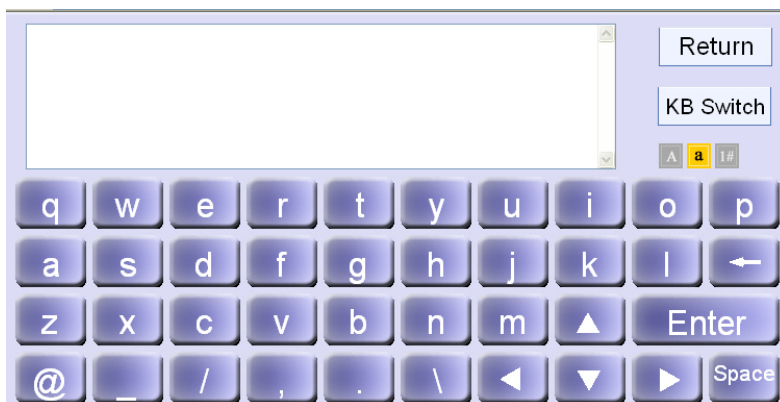 Return
KB Switch
A a 1#
q w e r t y u i o p
a s d f g h j k l ←
z x c v b n m ▲ Enter
@ _ / , . \ ◀ ▼ ▶ Space